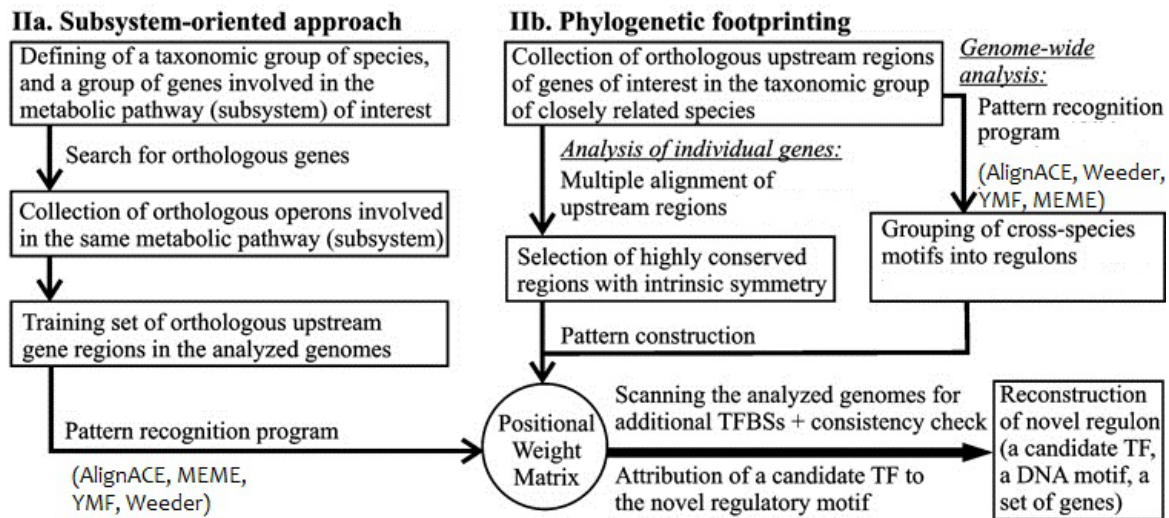 IIa. Subsystem-oriented approach
Defining of a taxonomic group of species,
and a group of genes involved in the
metabolic pathway (subsystem) of interest
Search for orthologous genes
Collection of orthologous operons involved
in the same metabolic pathway (subsystem)
Training set of orthologous upstream
gene regions in the analyzed genomes
Pattern recognition program
(AlignACE, MEME,
YMF, Weeder)
IIb. Phylogenetic footprinting
Collection of orthologous upstream regions
of genes of interest in the taxonomic group
of closely related species
Genome-wide
analysis:
Pattern recognition
program
(AlignACE, Weeder,
YMF, MEME)
Grouping of cross-species
motifs into regulons
Analysis of individual genes:
Multiple alignment of
upstream regions
Selection of highly conserved
regions with intrinsic symmetry
Pattern construction
Positional
Weight
Matrix
Scanning the analyzed genomes for
additional TFBSs + consistency check
Attribution of a candidate TF to
the novel regulatory motif
Reconstruction
of novel regulon
(a candidate TF,
a DNA motif, a
set of genes)